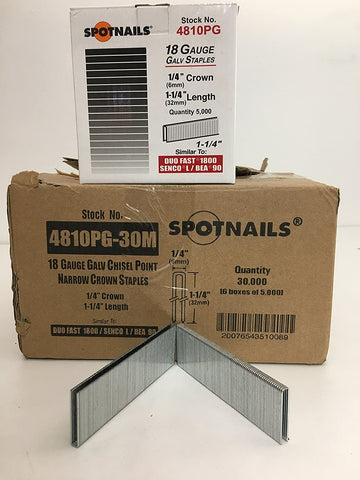 SPOTNAILS
Stock No.
4810PG
18 GAUGE
GALV STAPLES
1/4" Crown
(6mm)
1-1/4" Length
(32mm)
Quantity 5,000
1-1/4"
Similar To:
DUO FAST® 1800
SENCO® L / BEA® 90
Stock No.
4810PG-30M
18 GAUGE GALV CHISEL POINT
NARROW CROWN STAPLES
1/4" Crown
1-1/4" Length
Similar To:
DUO FAST 1800 / SENCO L / BEA 90
SPOTNAILS®
1/4"
(6mm)
1-1/4"
(32mm)
Quantity
30,000
[6 boxes of 5,000]
20076543510089